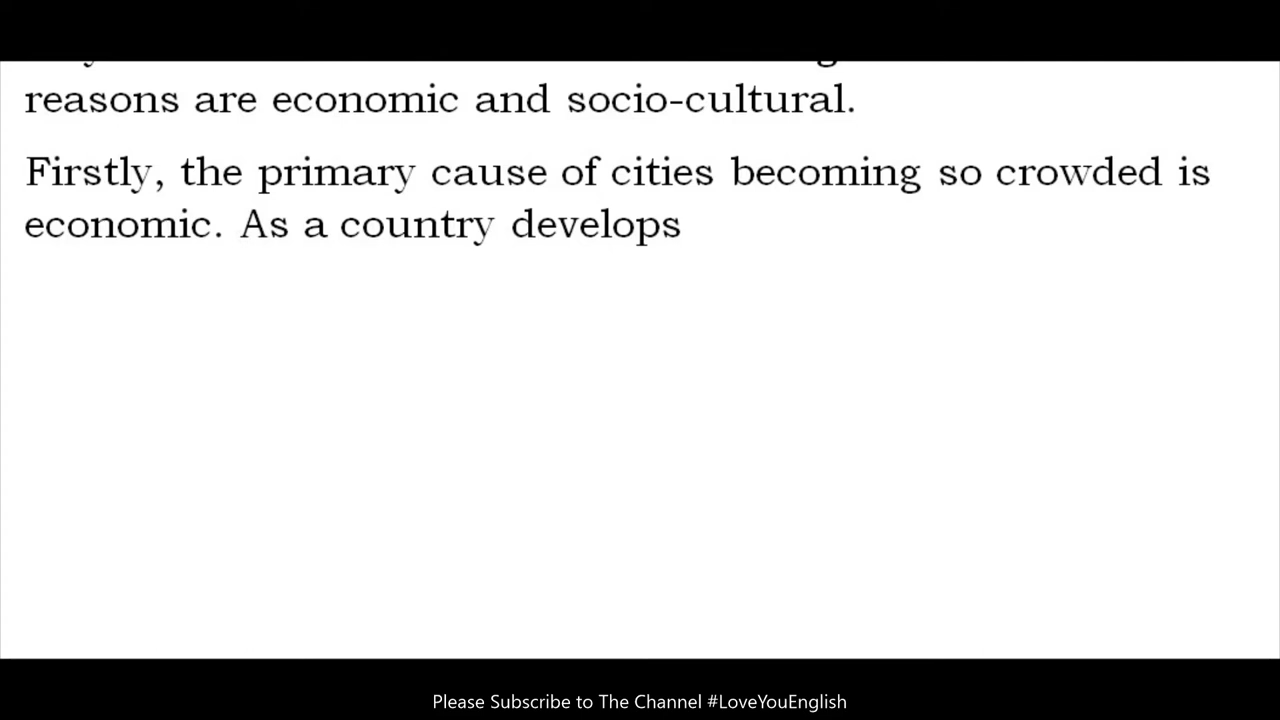 reasons are economic and socio-cultural.
Firstly, the primary cause of cities becoming so crowded is
economic. As a country develops
Please Subscribe to The Channel #LoveYouEnglish